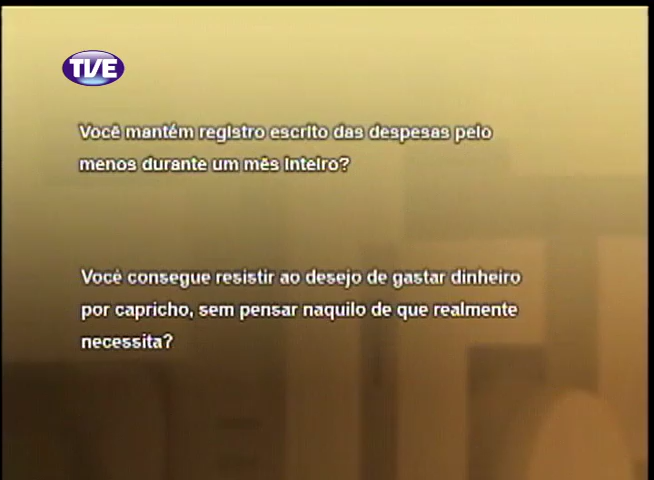 TVE
Você mantém registro escrito das despesas pelo
menos durante um mês inteiro?
Você consegue resistir ao desejo de gastar dinheiro
por capricho, sem pensar naquilo de que realmente
necessita?